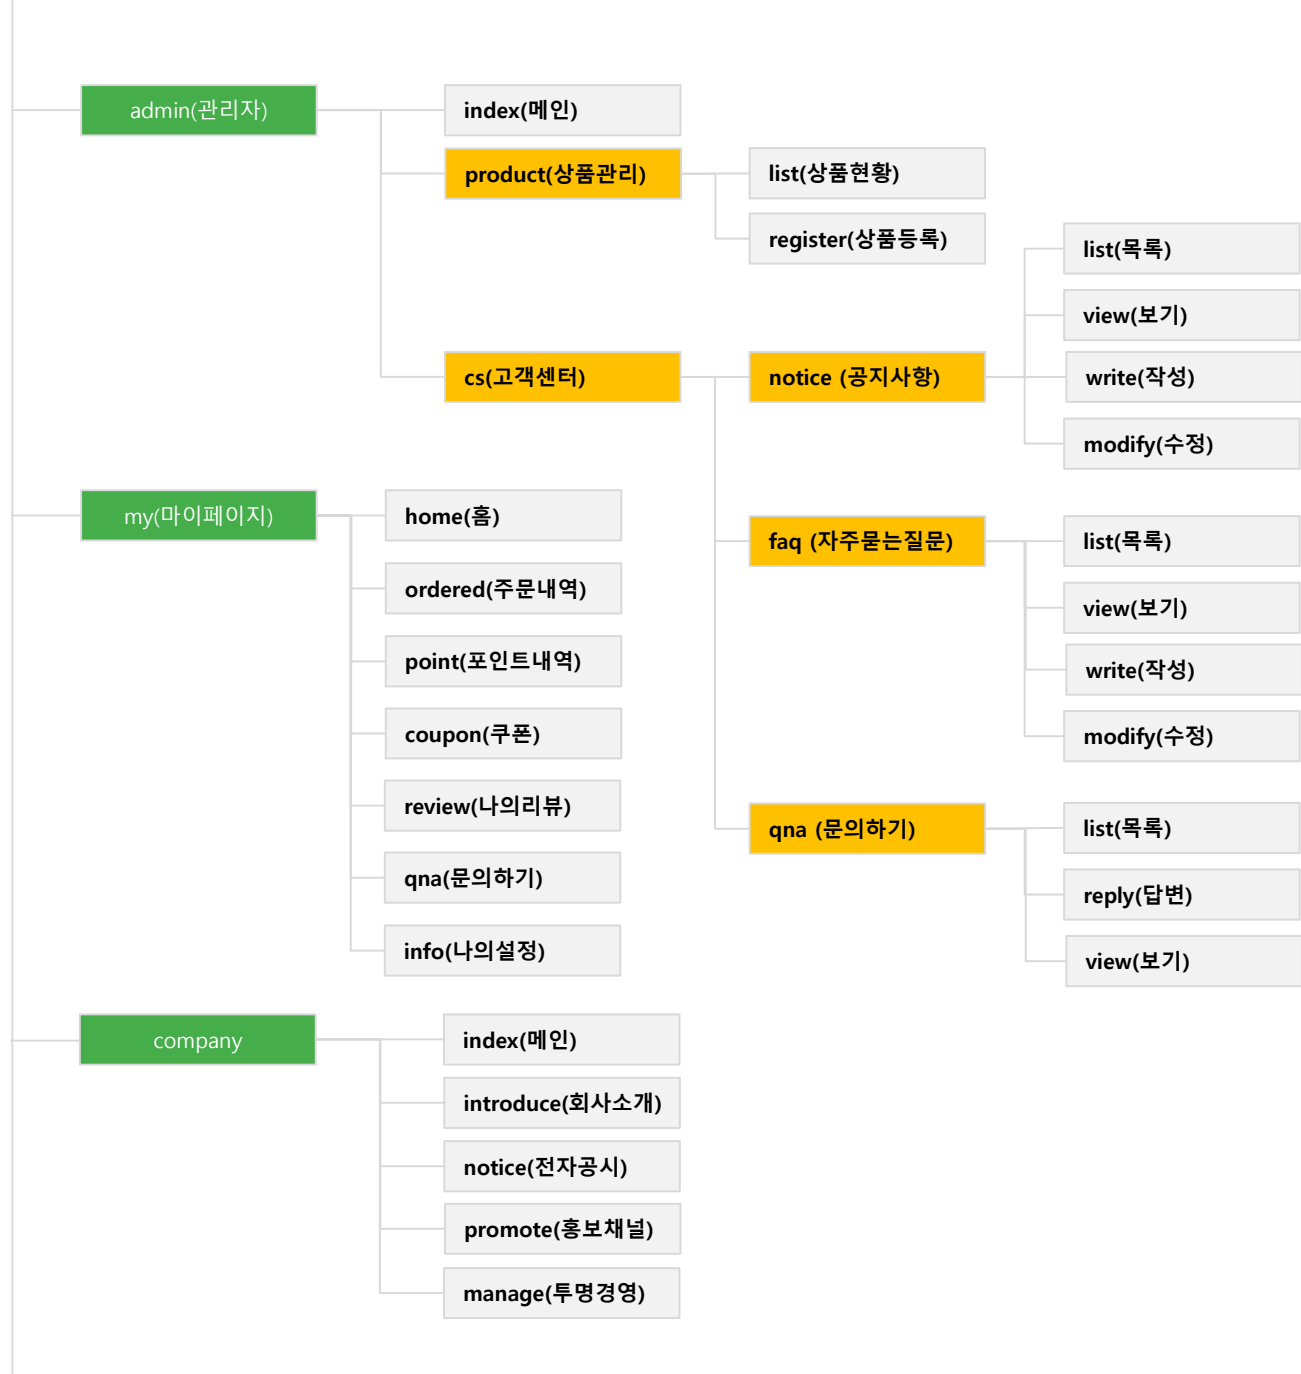 admin(관리자)
index(메인)
product(상품관리)
list(상품현황)
register(상품등록)
cs(고객센터)
notice (공지사항)
list(목록)
view(보기)
write(작성)
modify(수정)
faq (자주묻는질문)
list(목록)
view(보기)
write(작성)
modify(수정)
qna (문의하기)
list(목록)
reply(답변)
view(보기)
my(마이페이지)
home(홈)
ordered(주문내역)
point(포인트내역)
coupon(쿠폰)
review(나의리뷰)
qna(문의하기)
info(나의설정)
company
index(메인)
introduce(회사소개)
notice(전자공시)
promote(홍보채널)
manage(투명경영)